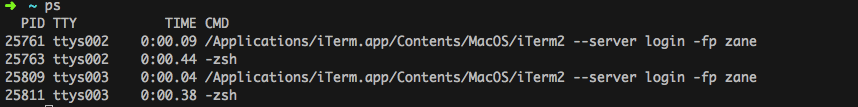 ➜  ~ ps
  PID TTY           TIME CMD
25761 ttys002    0:00.09 /Applications/iTerm.app/Contents/MacOS/iTerm2 --server login -fp zane
25763 ttys002    0:00.44 -zsh
25809 ttys003    0:00.04 /Applications/iTerm.app/Contents/MacOS/iTerm2 --server login -fp zane
25811 ttys003    0:00.38 -zsh